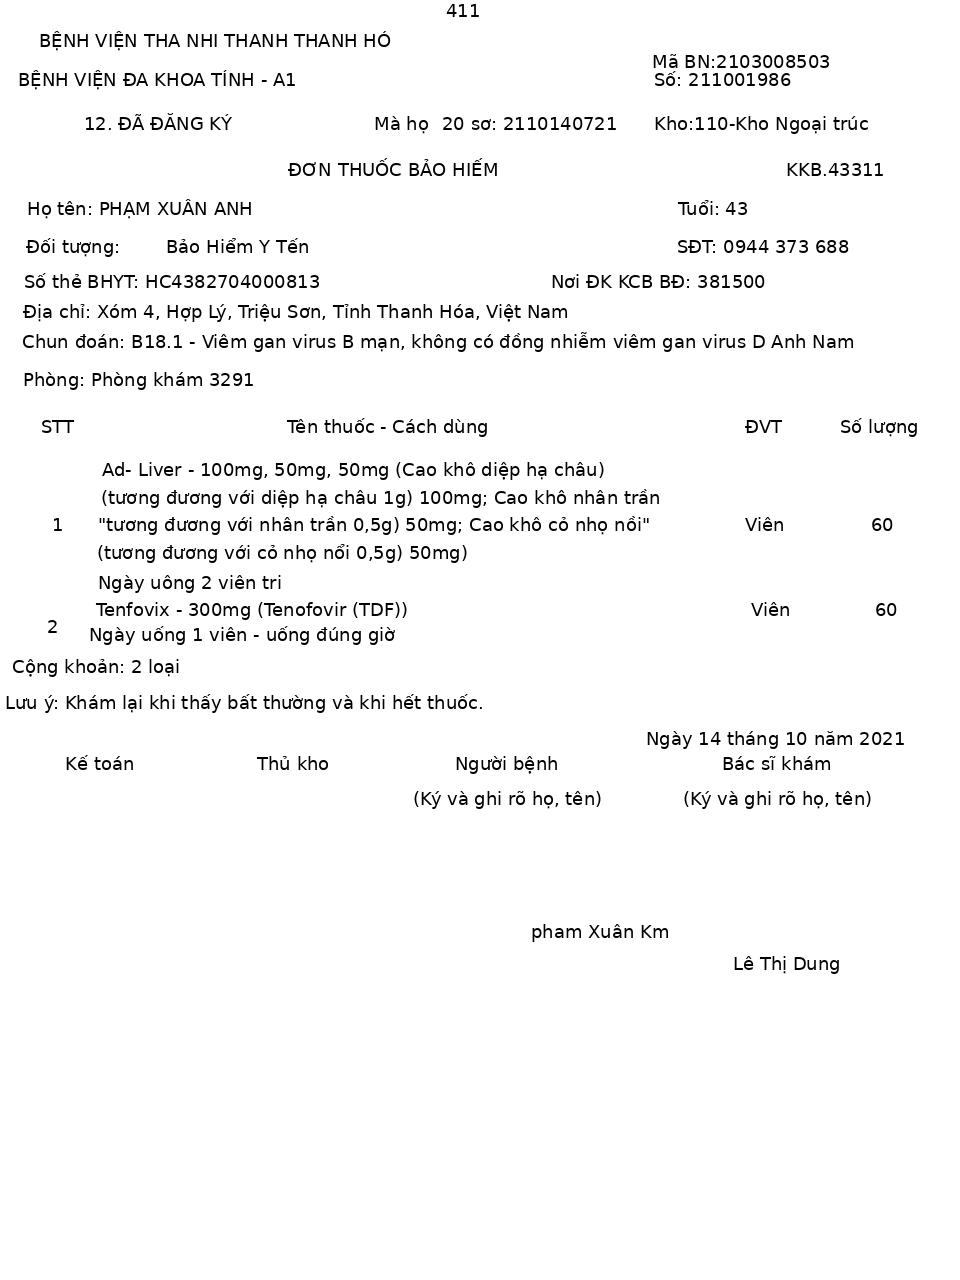 411
BỆNH VIỆN THA NHI THANH THANH HÓ
Mã BN:2103008503
BỆNH VIỆN ĐA KHOA TÍNH - A1
Số: 211001986
12. ĐÃ ĐĂNG KÝ Mà họ 20 sơ: 2110140721 Kho:110-Kho Ngoại trúc
ĐƠN THUỐC BẢO HIẾM KKB.43311
Họ tên: PHẠM XUÂN ANH Tuổi: 43
Đối tượng: Bảo Hiểm Y Tến SĐT: 0944 373 688
Số thẻ BHYT: HC4382704000813 Nơi ĐK KCB BĐ: 381500
Địa chỉ: Xóm 4, Hợp Lý, Triệu Sơn, Tỉnh Thanh Hóa, Việt Nam
Chun đoán: B18.1 - Viêm gan virus B mạn, không có đồng nhiễm viêm gan virus D Anh Nam
Phòng: Phòng khám 3291
STT Tên thuốc - Cách dùng ĐVT Số lượng
Ad- Liver - 100mg, 50mg, 50mg (Cao khô diệp hạ châu)
(tương đương với diệp hạ châu 1g) 100mg; Cao khô nhân trần
1 "tương đương với nhân trần 0,5g) 50mg; Cao khô cỏ nhọ nồi" Viên 60
(tương đương với cỏ nhọ nổi 0,5g) 50mg)
Ngày uông 2 viên tri
Tenfovix - 300mg (Tenofovir (TDF)) Viên 60
2 Ngày uống 1 viên - uống đúng giờ
Cộng khoản: 2 loại
Lưu ý: Khám lại khi thấy bất thường và khi hết thuốc.
Ngày 14 tháng 10 năm 2021
Kế toán Thủ kho Người bệnh Bác sĩ khám
(Ký và ghi rõ họ, tên) (Ký và ghi rõ họ, tên)
pham Xuân Km
Lê Thị Dung